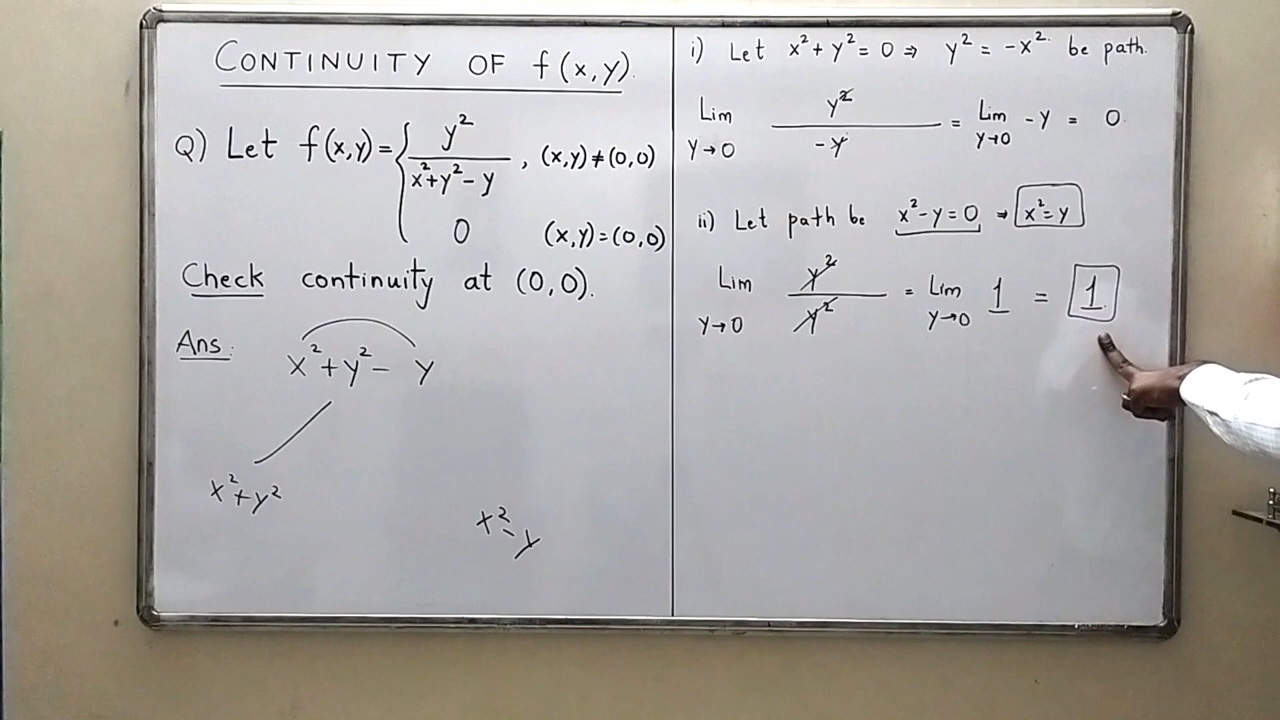 CONTINUITY OF f(x,y).
Q) Let f(x,y) = { y² / (x²+y²-y) , (x,y)≠(0,0)
0 (x,y)=(0,0)
Check continuity at (0,0).
Ans:
x²+y²- y
x²+y²
x²-y
i) Let x²+y²=0 ⇒ y² = -x². be path.
Lim y→0 y² / -y = Lim y→0 -y = 0.
ii) Let path be x²-y=0 ⇒ x²=y
Lim y→0 y² / y² = Lim y→0 1 = 1.